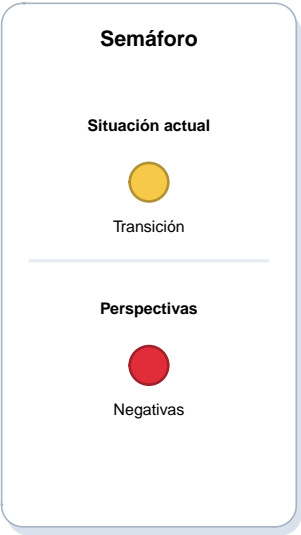 Semáforo
Situación actual
Transición
Perspectivas
Negativas